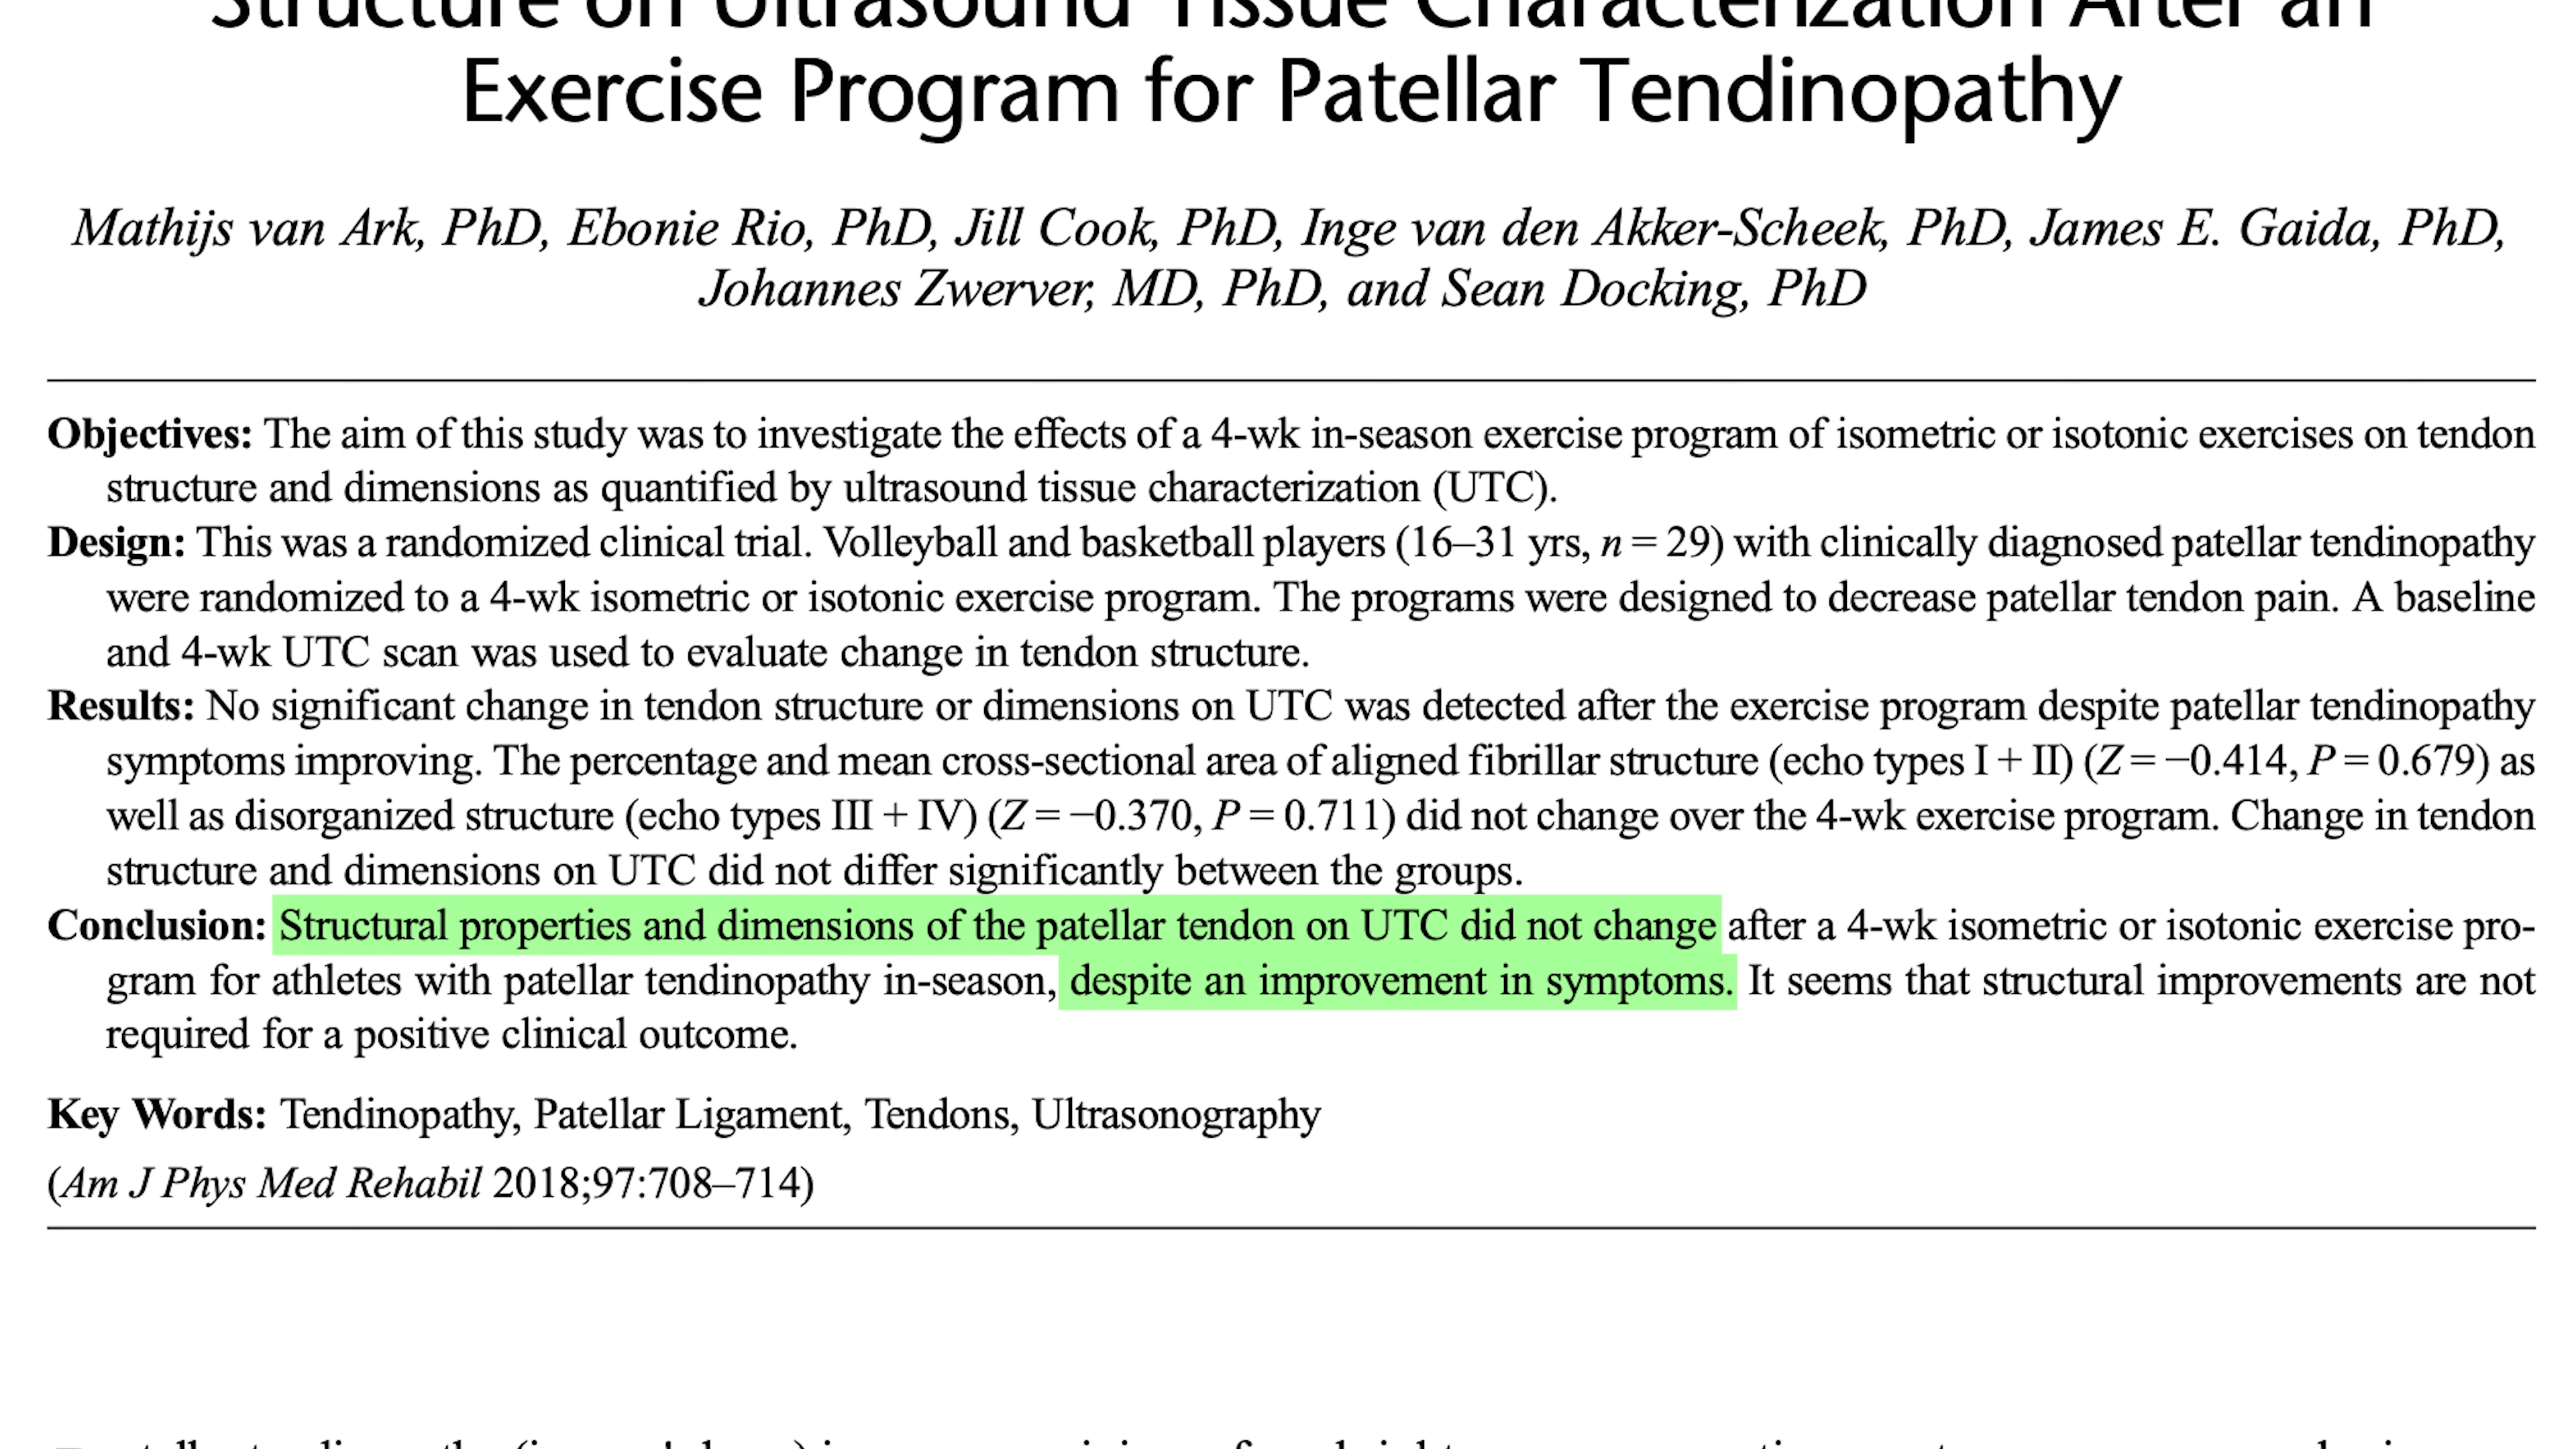 Structure on Ultrasound Tissue Characterization After an
Exercise Program for Patellar Tendinopathy
Mathijs van Ark, PhD, Ebonie Rio, PhD, Jill Cook, PhD, Inge van den Akker-Scheek, PhD, James E. Gaida, PhD,
Johannes Zwerver, MD, PhD, and Sean Docking, PhD
Objectives: The aim of this study was to investigate the effects of a 4-wk in-season exercise program of isometric or isotonic exercises on tendon
structure and dimensions as quantified by ultrasound tissue characterization (UTC).
Design: This was a randomized clinical trial. Volleyball and basketball players (16–31 yrs, n = 29) with clinically diagnosed patellar tendinopathy
were randomized to a 4-wk isometric or isotonic exercise program. The programs were designed to decrease patellar tendon pain. A baseline
and 4-wk UTC scan was used to evaluate change in tendon structure.
Results: No significant change in tendon structure or dimensions on UTC was detected after the exercise program despite patellar tendinopathy
symptoms improving. The percentage and mean cross-sectional area of aligned fibrillar structure (echo types I + II) (Z = −0.414, P = 0.679) as
well as disorganized structure (echo types III + IV) (Z = −0.370, P = 0.711) did not change over the 4-wk exercise program. Change in tendon
structure and dimensions on UTC did not differ significantly between the groups.
Conclusion: Structural properties and dimensions of the patellar tendon on UTC did not change after a 4-wk isometric or isotonic exercise pro-
gram for athletes with patellar tendinopathy in-season, despite an improvement in symptoms. It seems that structural improvements are not
required for a positive clinical outcome.
Key Words: Tendinopathy, Patellar Ligament, Tendons, Ultrasonography
(Am J Phys Med Rehabil 2018;97:708–714)